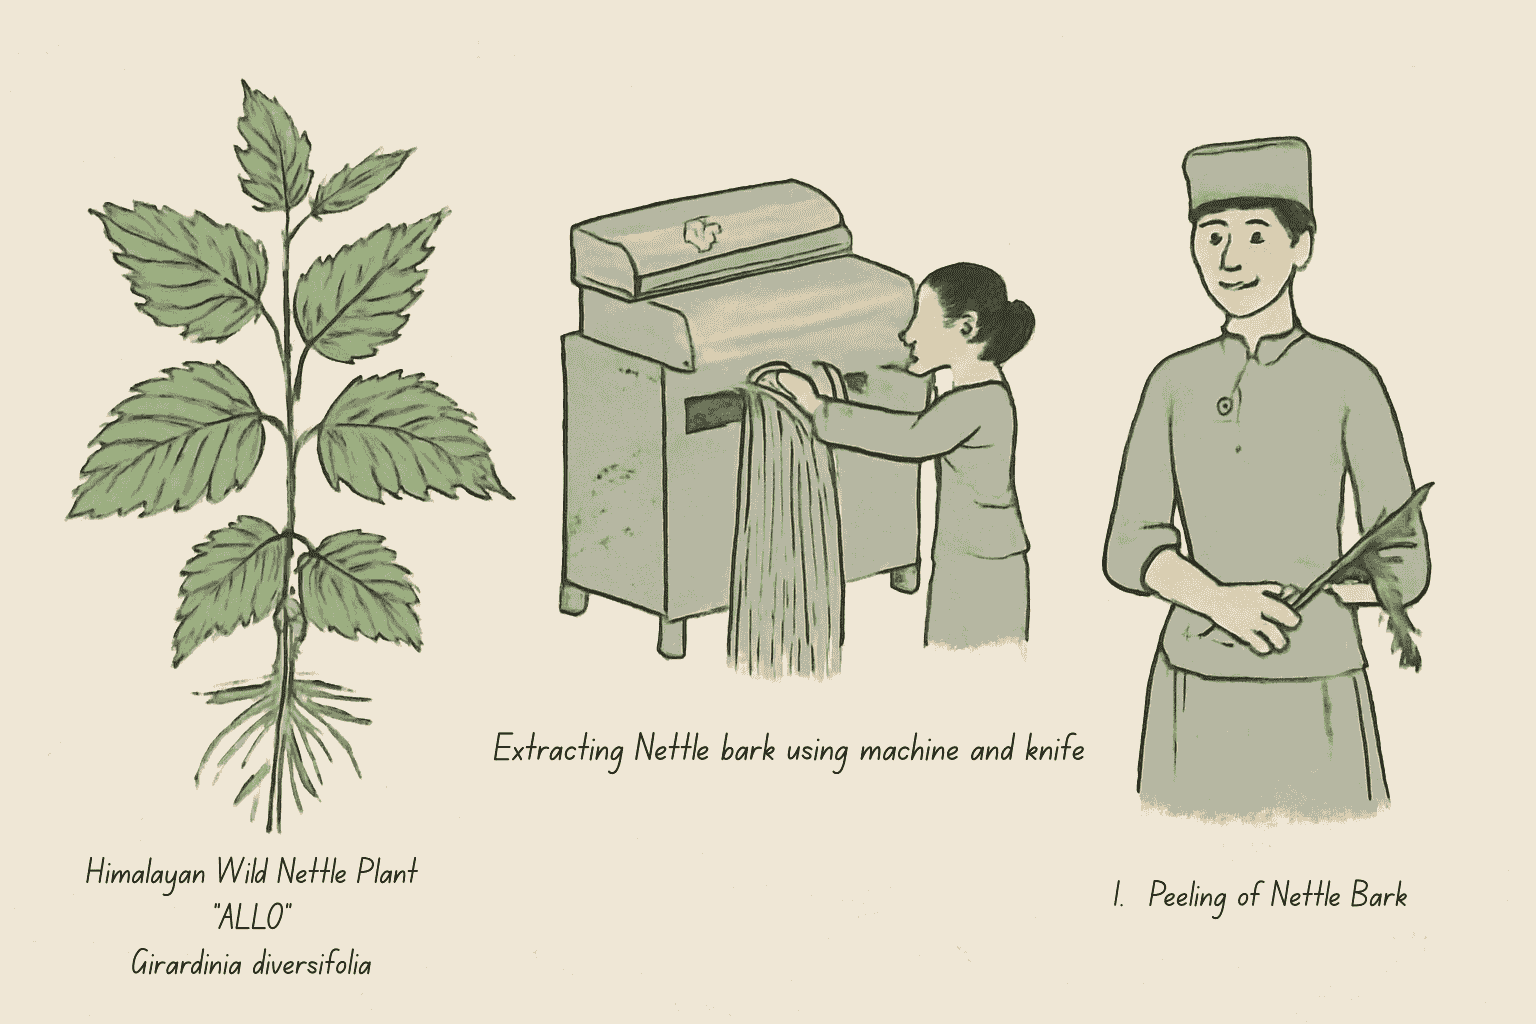 Extracting Nettle bark using machine and knife
Himalayan Wild Nettle Plant
"ALLO"
Girardinia diversifolia
1. Peeling of Nettle Bark